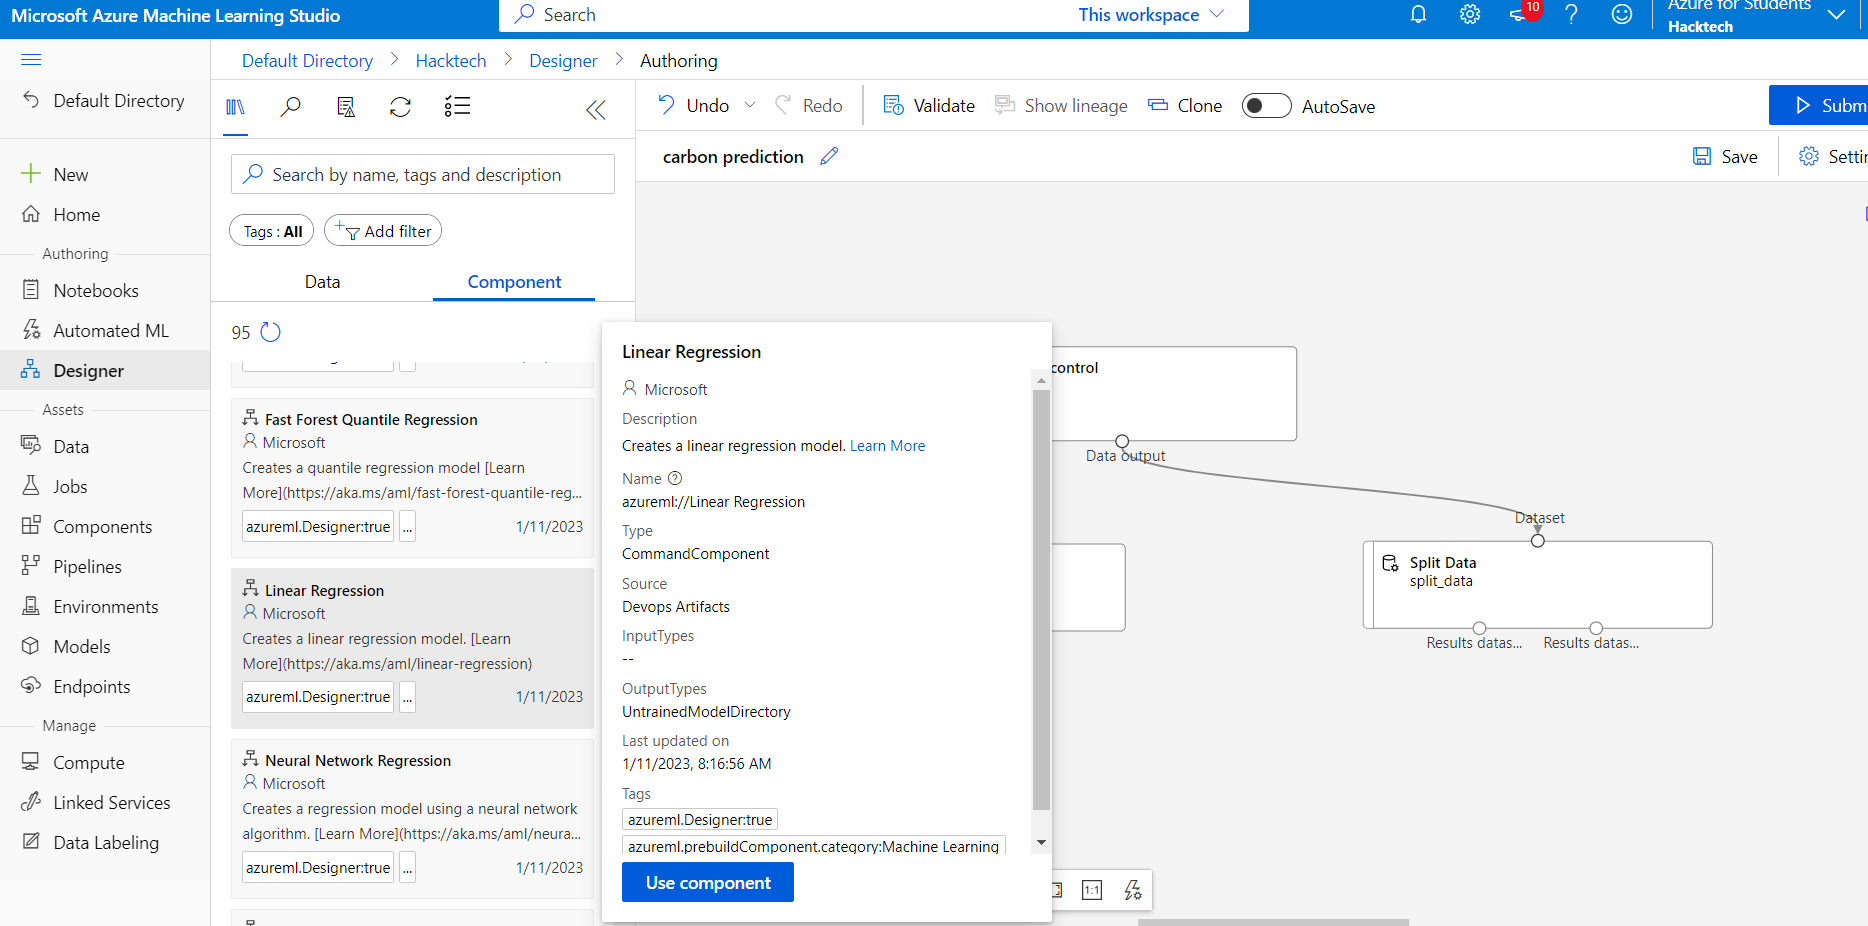 Microsoft Azure Machine Learning Studio
Search
This workspace
10
Azure for Students
Hacktech
Default Directory
Hacktech
Designer
Authoring
Default Directory
New
Home
Authoring
Notebooks
Automated ML
Designer
Assets
Data
Jobs
Components
Pipelines
Environments
Models
Endpoints
Manage
Compute
Linked Services
Data Labeling
Search by name, tags and description
Tags : All
Add filter
Data
Component
95
Fast Forest Quantile Regression
Microsoft
Creates a quantile regression model [Learn
More](https://aka.ms/aml/fast-forest-quantile-reg...
azureml.Designer:true
...
1/11/2023
Linear Regression
Microsoft
Creates a linear regression model. [Learn
More](https://aka.ms/aml/linear-regression)
azureml.Designer:true
...
1/11/2023
Neural Network Regression
Microsoft
Creates a regression model using a neural network
algorithm. [Learn More](https://aka.ms/aml/neura...
azureml.Designer:true
...
1/11/2023
Undo
Redo
Validate
Show lineage
Clone
AutoSave
Subm
carbon prediction
Save
Settin
Linear Regression
Microsoft
Description
Creates a linear regression model. Learn More
Name
azureml://Linear Regression
Type
CommandComponent
Source
Devops Artifacts
InputTypes
--
OutputTypes
UntrainedModelDirectory
Last updated on
1/11/2023, 8:16:56 AM
Tags
azureml.Designer:true
azureml.prebuildComponent.category:Machine Learning
Use component
control
Data output
Dataset
Split Data
split_data
Results datas...
Results datas...
1:1